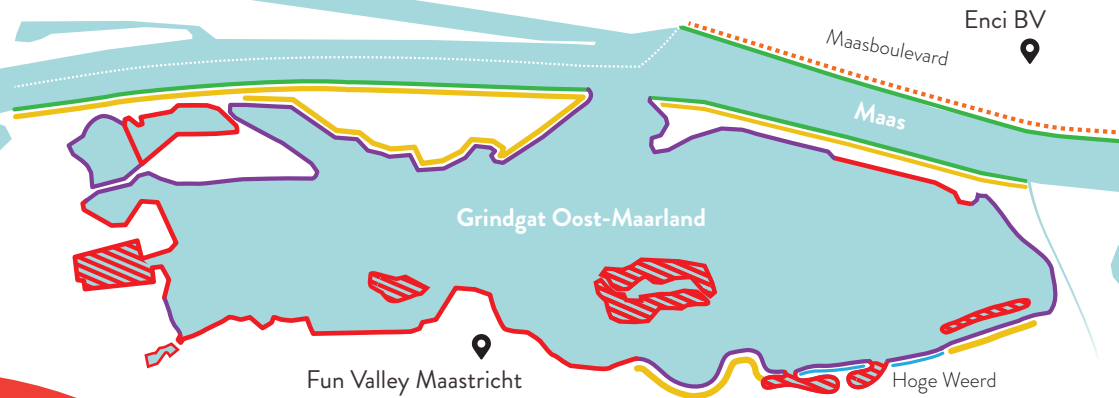 Enci BV
Maasboulevard
Maas
Grindgat Oost-Maarland
Fun Valley Maastricht
Hoge Weerd